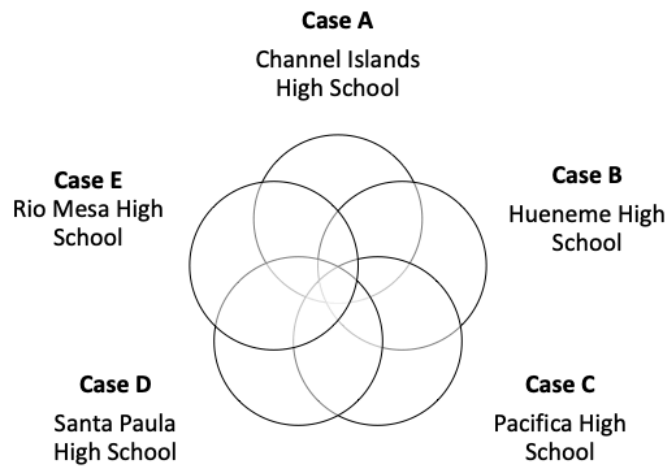 Case A
Channel Islands
High School
Case E
Rio Mesa High
School
Case B
Hueneme High
School
Case D
Santa Paula
High School
Case C
Pacifica High
School